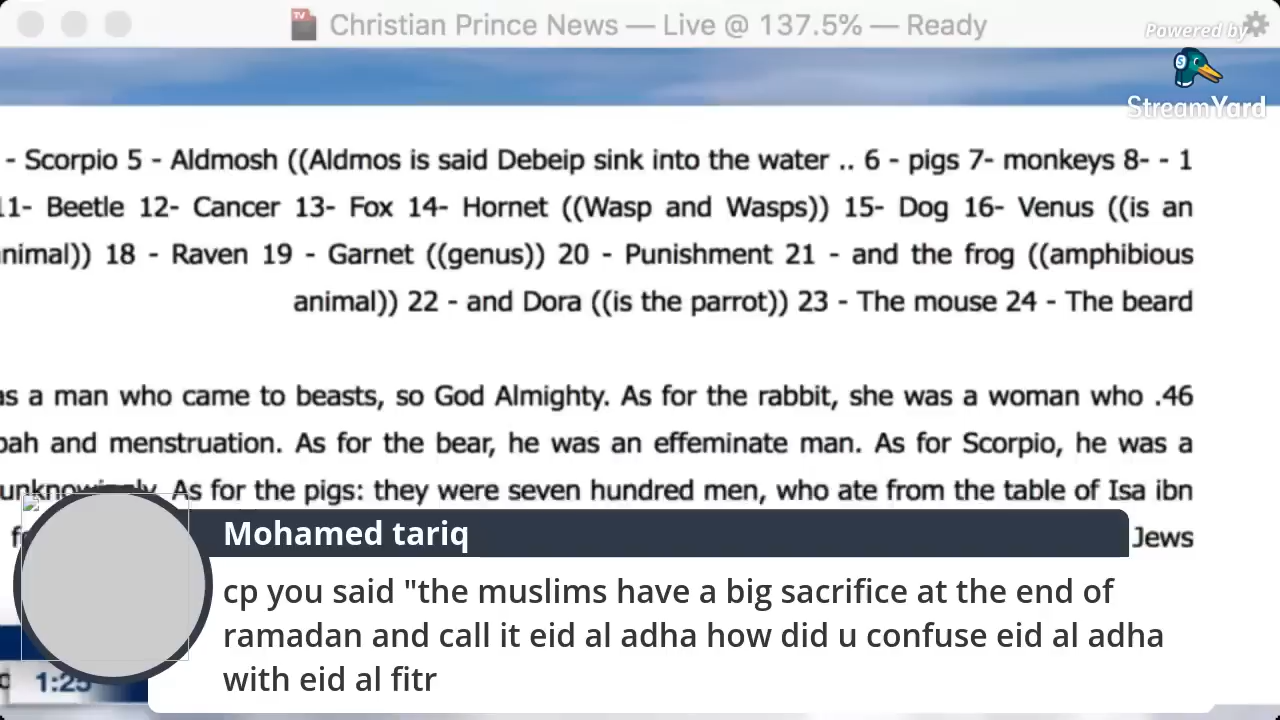 Christian Prince News — Live @ 137.5% — Ready
Powered by
StreamYard
- Scorpio 5 - Aldmosh ((Aldmos is said Debeip sink into the water .. 6 - pigs 7- monkeys 8- - 1
11- Beetle 12- Cancer 13- Fox 14- Hornet ((Wasp and Wasps)) 15- Dog 16- Venus ((is an
animal)) 18 - Raven 19 - Garnet ((genus)) 20 - Punishment 21 - and the frog ((amphibious
animal)) 22 - and Dora ((is the parrot)) 23 - The mouse 24 - The beard
as a man who came to beasts, so God Almighty. As for the rabbit, she was a woman who .46
and menstruation. As for the bear, he was an effeminate man. As for Scorpio, he was a
unknowingly. As for the pigs: they were seven hundred men, who ate from the table of Isa ibn
Jews
Mohamed tariq
cp you said "the muslims have a big sacrifice at the end of
ramadan and call it eid al adha how did u confuse eid al adha
with eid al fitr
1:25